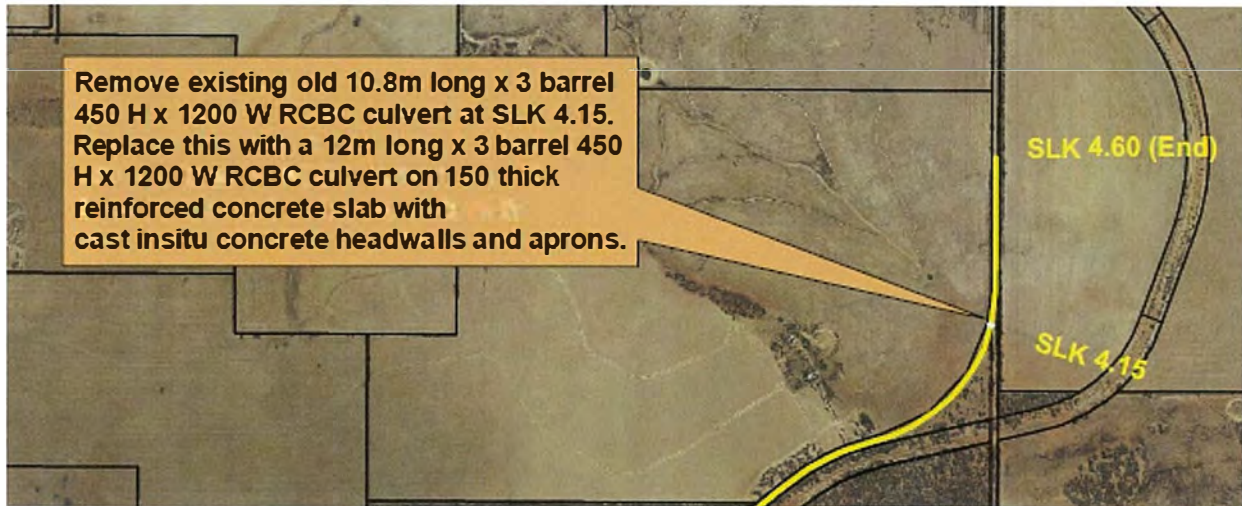 Remove existing old 10.8m long x 3 barrel
450 H x 1200 W RCBC culvert at SLK 4.15.
Replace this with a 12m long x 3 barrel 450
H x 1200 W RCBC culvert on 150 thick
reinforced concrete slab with
cast insitu concrete headwalls and aprons.
SLK 4.60 (End)
SLK 4.15